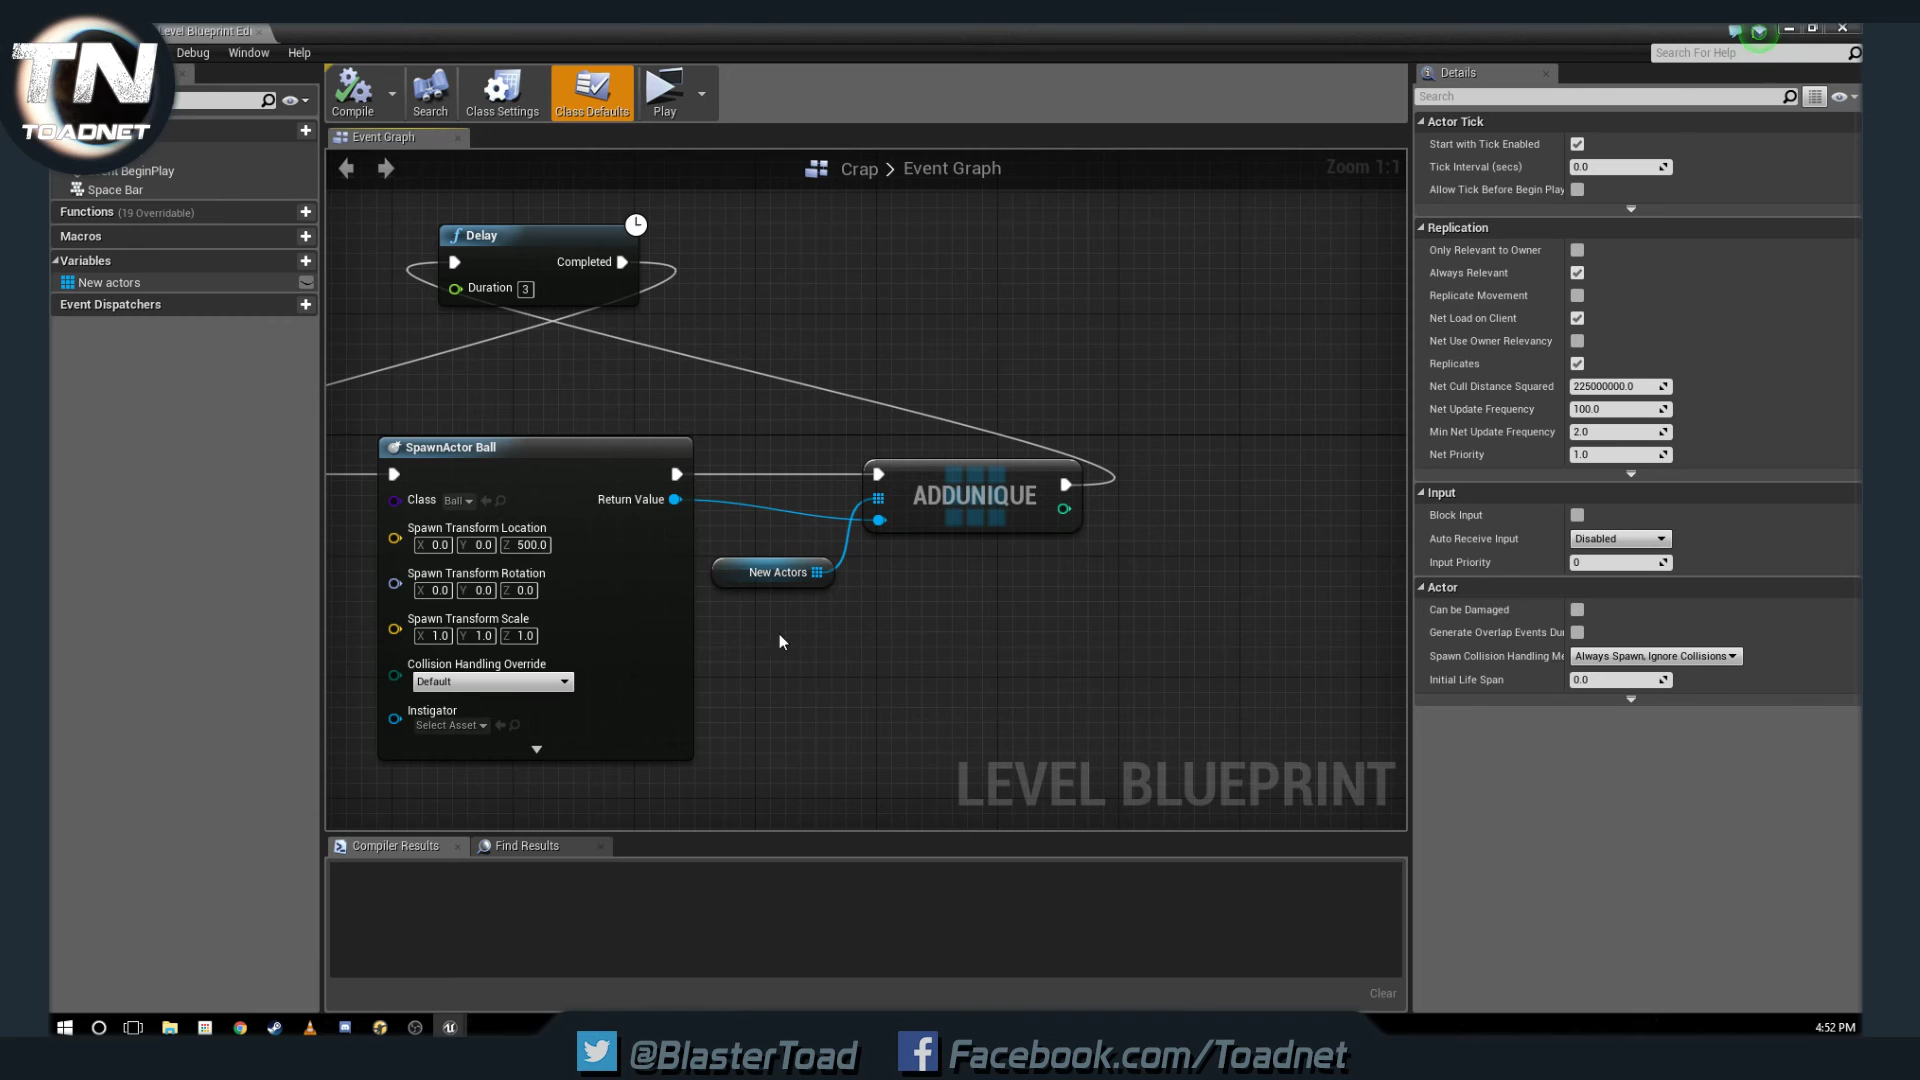 Level Blueprint Edi
TN
TOADNET
Debug
Window
Help
Search For Help
Compile
Search
Class Settings
Class Defaults
Play
Details
Search
Event Graph
Crap > Event Graph
Zoom 1:1
BeginPlay
Space Bar
Functions (19 Overridable)
Macros
Variables
New actors
Event Dispatchers
Delay
Completed
Duration 3
SpawnActor Ball
Class Ball
Return Value
Spawn Transform Location
X 0.0 Y 0.0 Z 500.0
Spawn Transform Rotation
X 0.0 Y 0.0 Z 0.0
Spawn Transform Scale
X 1.0 Y 1.0 Z 1.0
Collision Handling Override
Default
Instigator
Select Asset
ADDUNIQUE
New Actors
LEVEL BLUEPRINT
Actor Tick
Start with Tick Enabled
Tick Interval (secs) 0.0
Allow Tick Before Begin Play
Replication
Only Relevant to Owner
Always Relevant
Replicate Movement
Net Load on Client
Net Use Owner Relevancy
Replicates
Net Cull Distance Squared 225000000.0
Net Update Frequency 100.0
Min Net Update Frequency 2.0
Net Priority 1.0
Input
Block Input
Auto Receive Input Disabled
Input Priority 0
Actor
Can be Damaged
Generate Overlap Events Du
Spawn Collision Handling Me Always Spawn, Ignore Collisions
Initial Life Span 0.0
Compiler Results
Find Results
Clear
4:52 PM
@BlasterToad
Facebook.com/Toadnet